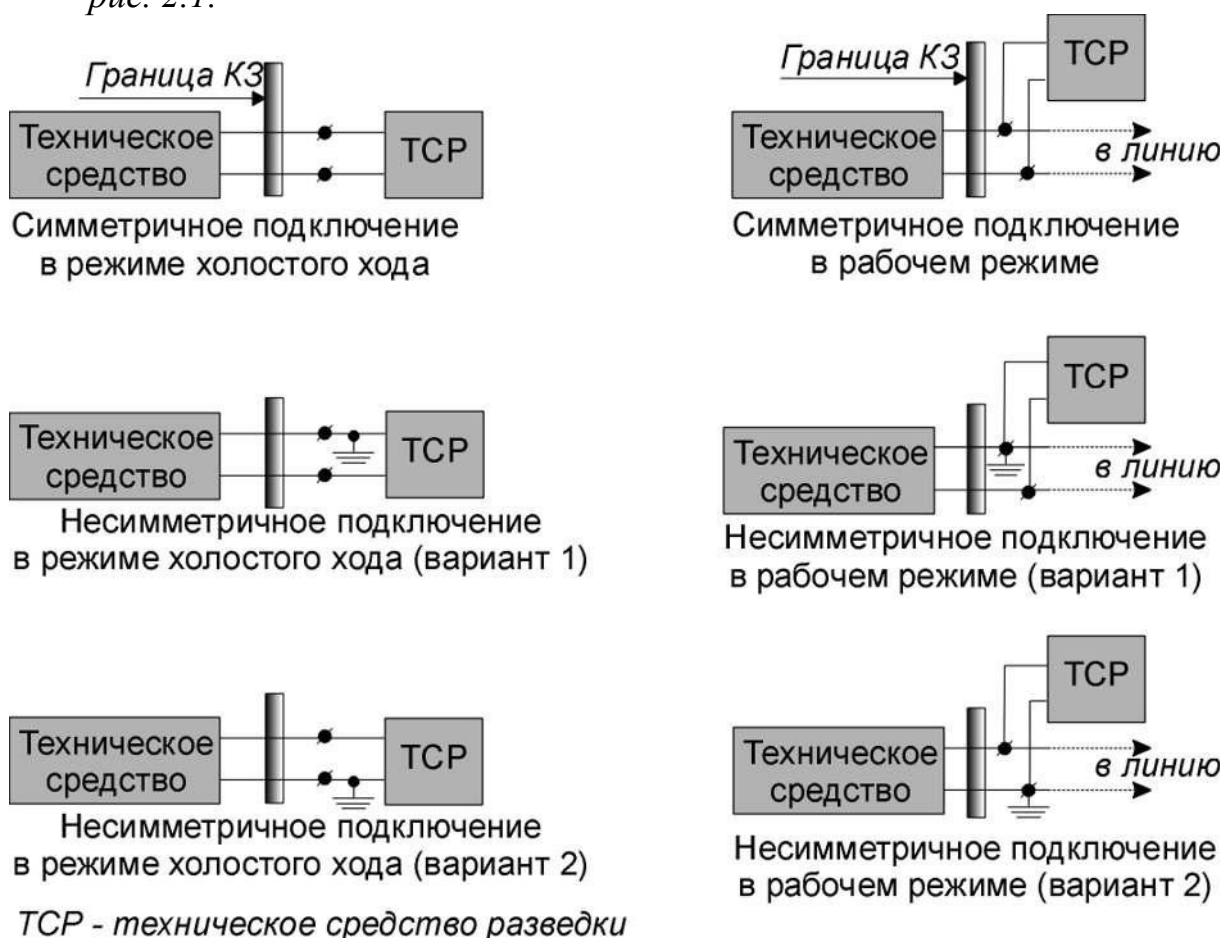 рис. 2.1.
Граница КЗ
Техническое
средство
ТСР
Симметричное подключение
в режиме холостого хода
Граница КЗ
ТСР
Техническое
средство
в линию
Симметричное подключение
в рабочем режиме
Техническое
средство
ТСР
Несимметричное подключение
в режиме холостого хода (вариант 1)
ТСР
Техническое
средство
в линию
Несимметричное подключение
в рабочем режиме (вариант 1)
Техническое
средство
ТСР
Несимметричное подключение
в режиме холостого хода (вариант 2)
ТСР
Техническое
средство
в линию
Несимметричное подключение
в рабочем режиме (вариант 2)
ТСР - техническое средство разведки